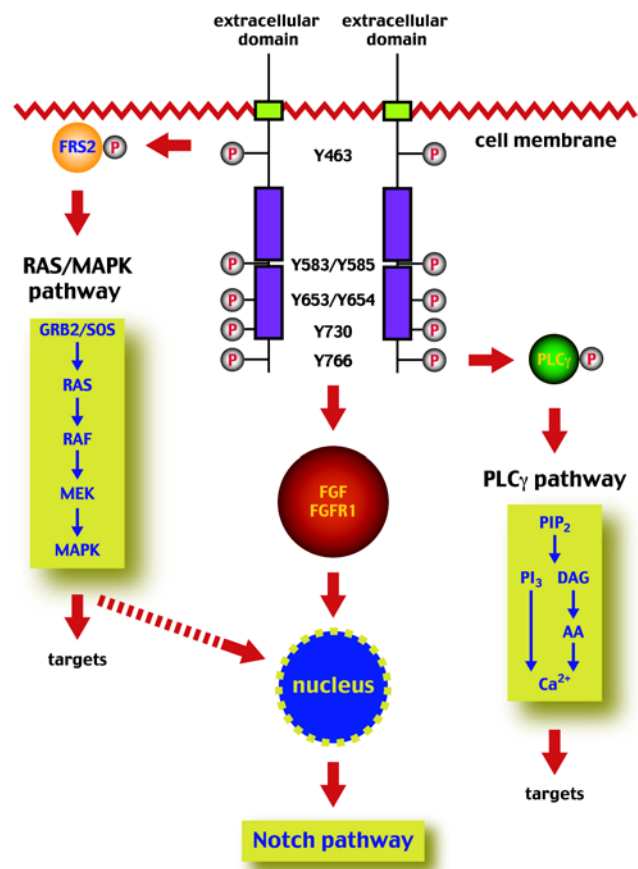 extracellular domain
extracellular domain
cell membrane
FRS2
P
P
Y463
P
RAS/MAPK
pathway
GRB2/SOS
RAS
RAF
MEK
MAPK
targets
P
Y583/Y585
P
P
Y653/Y654
P
P
Y730
P
P
Y766
P
PLCγ
P
FGF
FGFR1
PLCγ pathway
PIP₂
PI₃
DAG
AA
Ca²⁺
targets
nucleus
Notch pathway